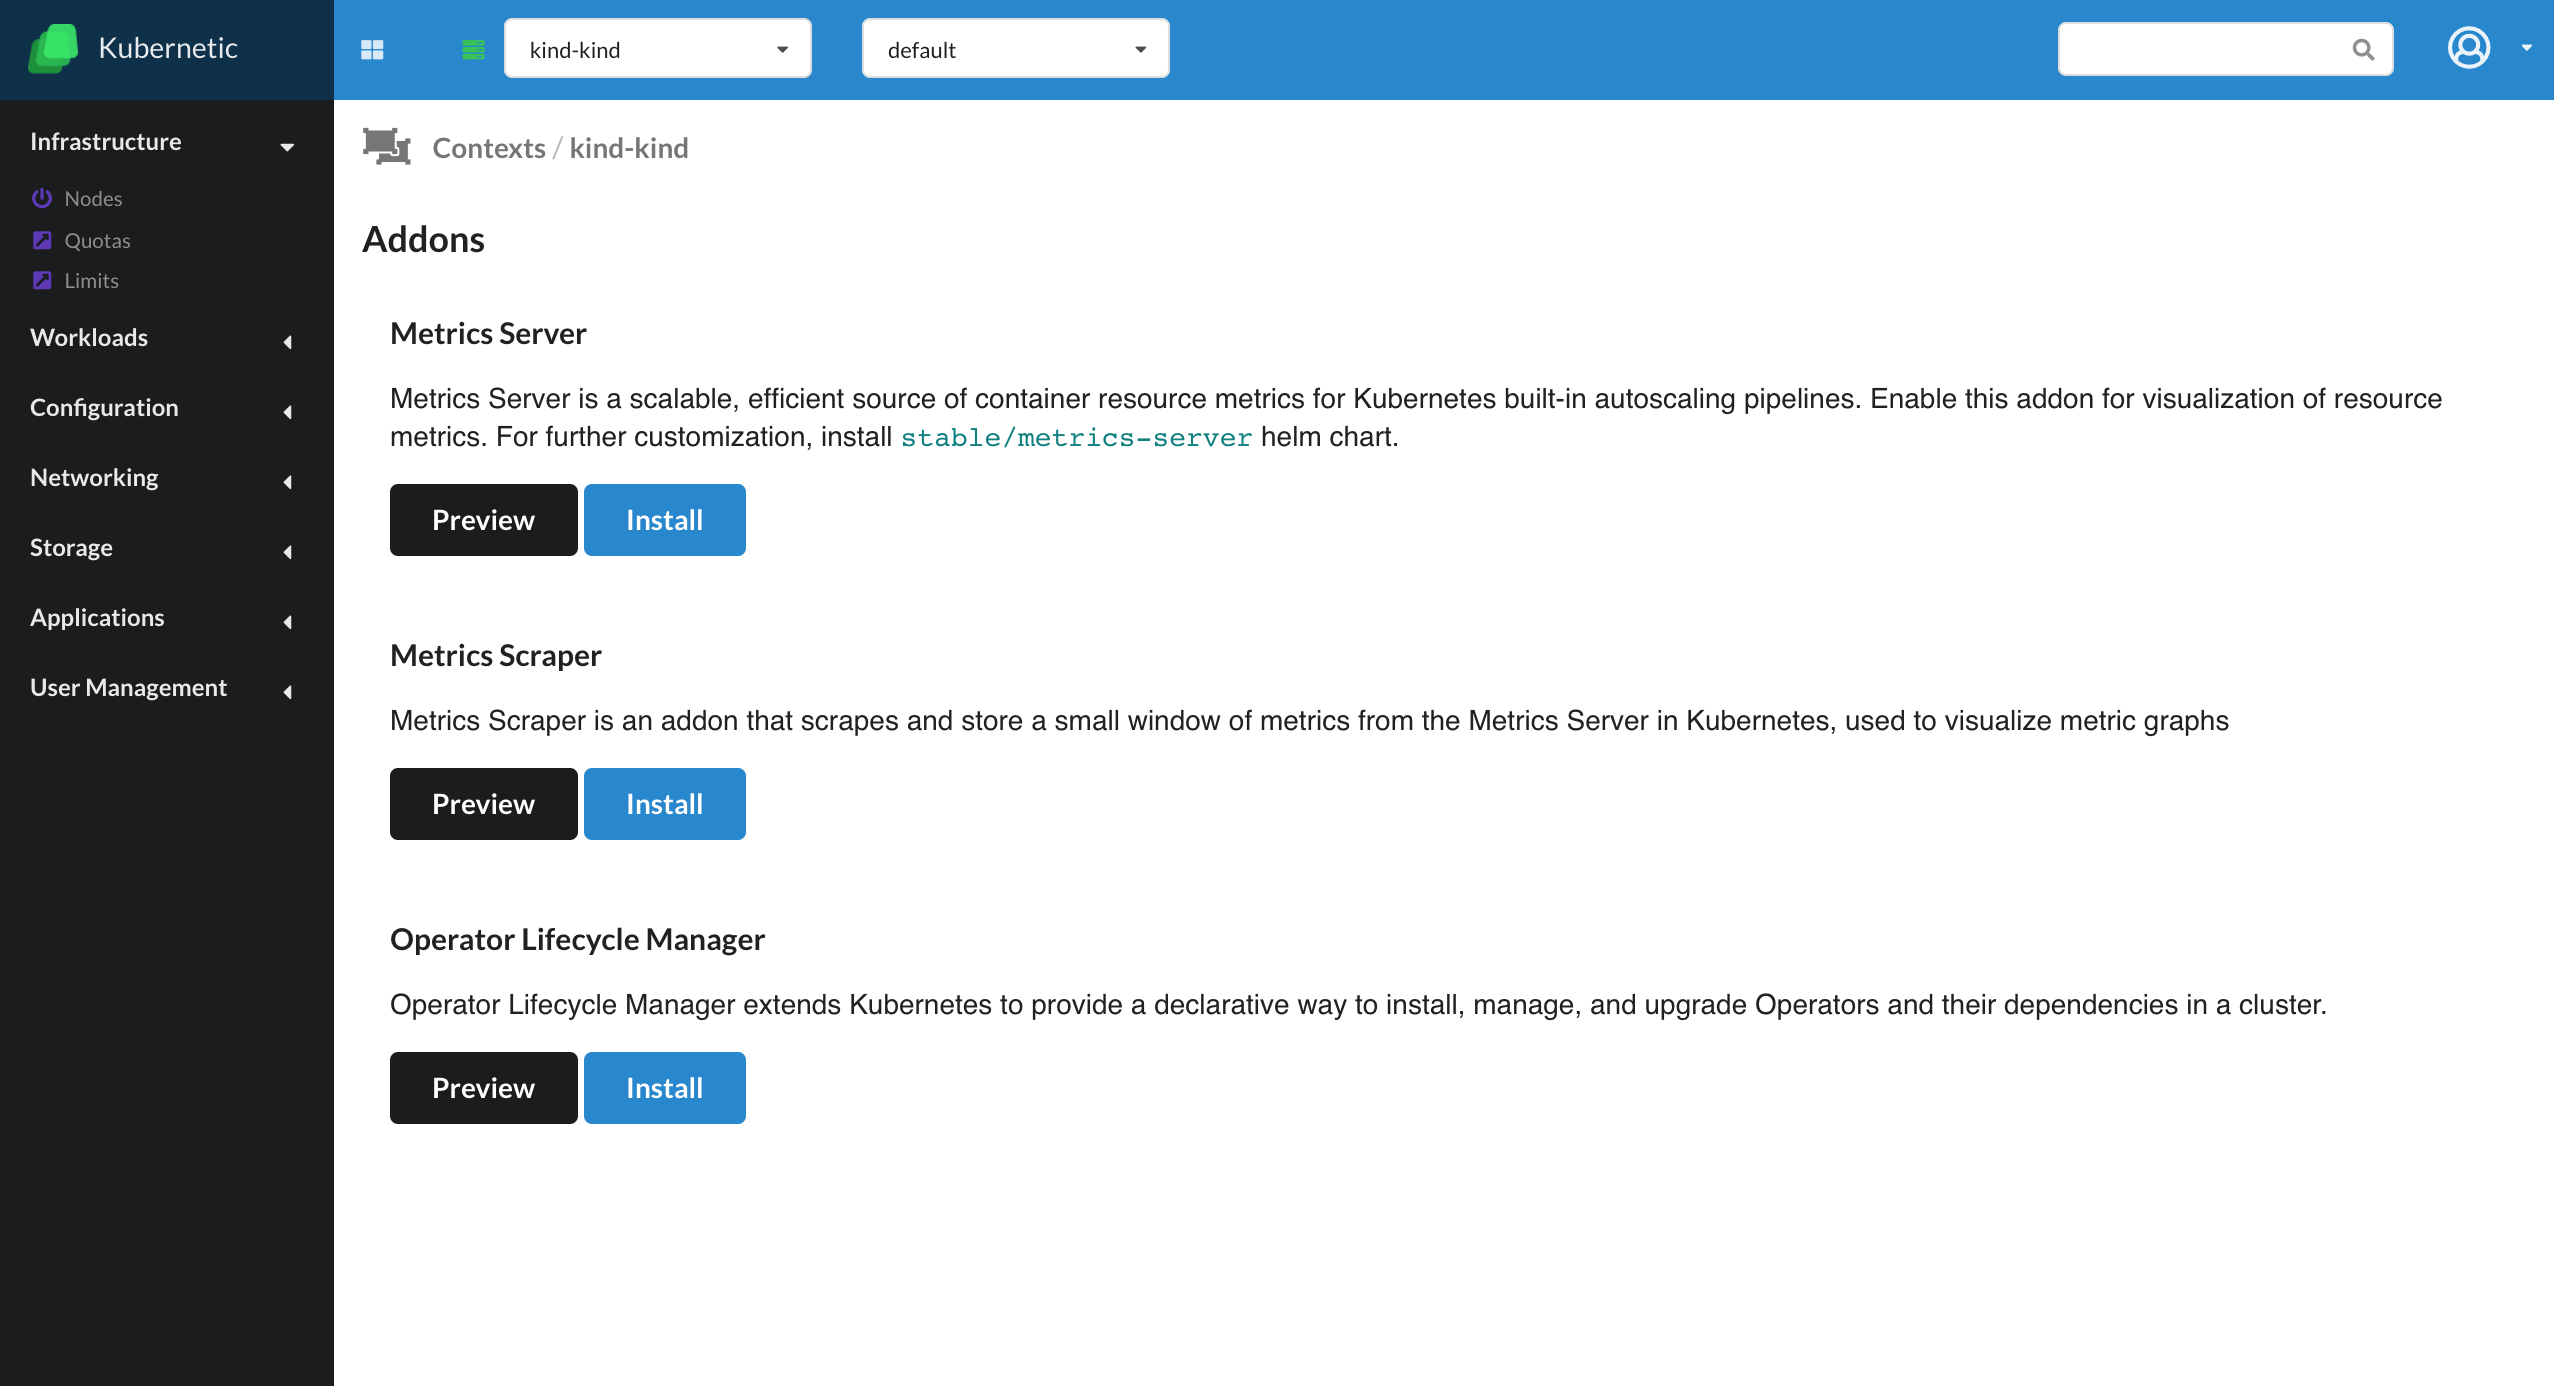 Kubernetic
kind-kind
default
Infrastructure
Nodes
Quotas
Limits
Workloads
Configuration
Networking
Storage
Applications
User Management
Contexts / kind-kind
Addons
Metrics Server
Metrics Server is a scalable, efficient source of container resource metrics for Kubernetes built-in autoscaling pipelines. Enable this addon for visualization of resource
metrics. For further customization, install stable/metrics-server helm chart.
Preview Install
Metrics Scraper
Metrics Scraper is an addon that scrapes and store a small window of metrics from the Metrics Server in Kubernetes, used to visualize metric graphs
Preview Install
Operator Lifecycle Manager
Operator Lifecycle Manager extends Kubernetes to provide a declarative way to install, manage, and upgrade Operators and their dependencies in a cluster.
Preview Install